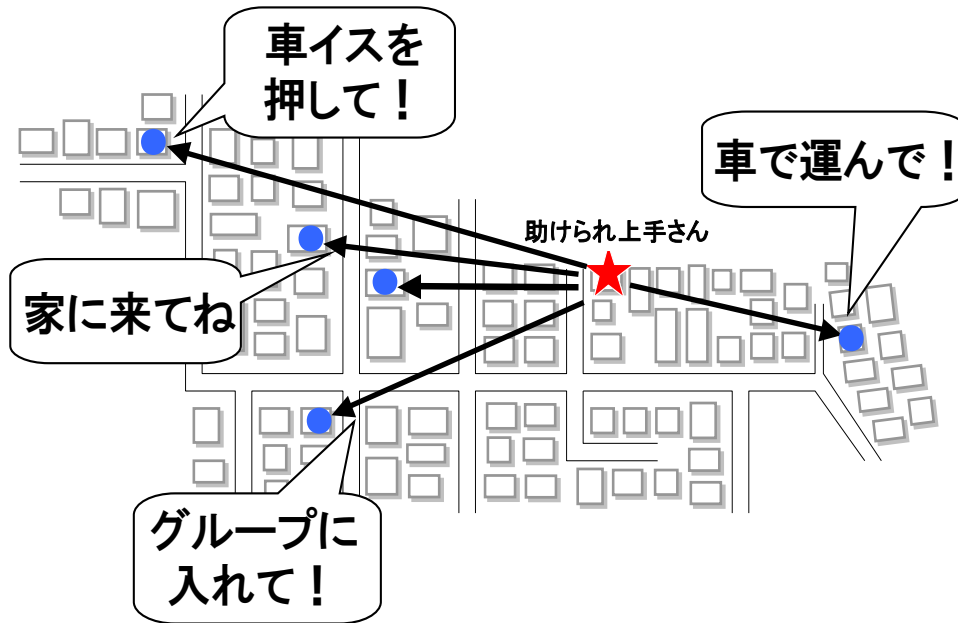 車イスを
押して！
車で運んで！
助けられ上手さん
家に来てね
グループに
入れて！